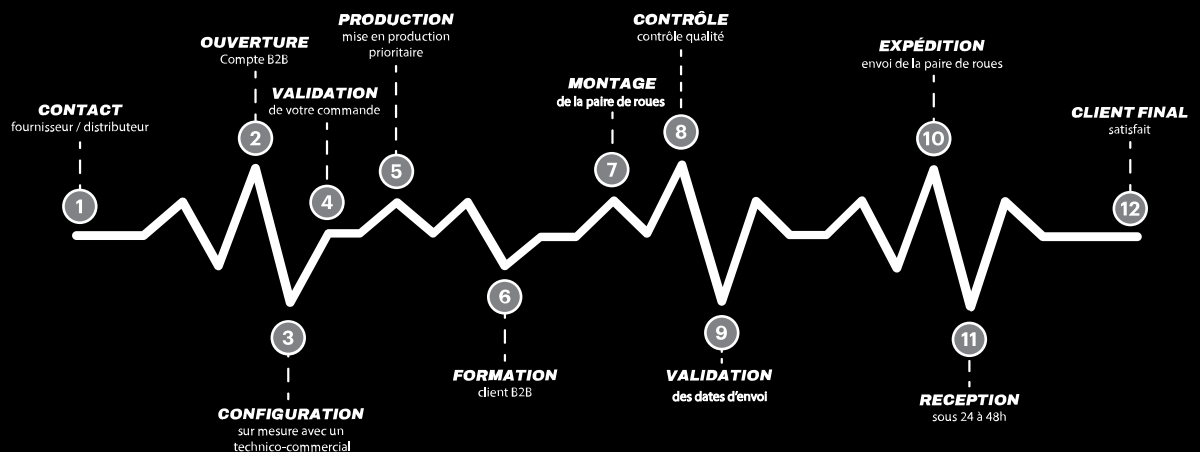 CONTACT
fournisseur / distributeur
1
OUVERTURE
Compte B2B
2
3
CONFIGURATION
sur mesure avec un
technico-commercial
VALIDATION
de votre commande
4
PRODUCTION
mise en production
prioritaire
5
6
FORMATION
client B2B
MONTAGE
de la paire de roues
7
CONTRÔLE
contrôle qualité
8
9
VALIDATION
des dates d'envoi
EXPÉDITION
envoi de la paire de roues
10
11
RECEPTION
sous 24 à 48h
CLIENT FINAL
satisfait
12